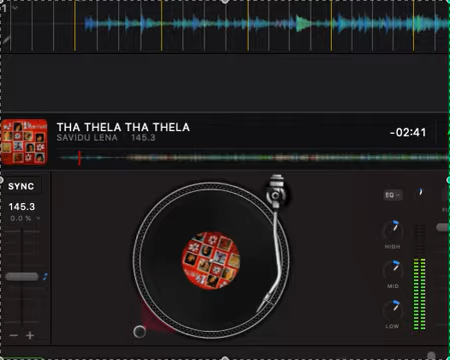 1
THA THELA THA THELA
SAVIDU LENA 145.3
-02:41
SYNC
145.3
0.0 %
EQ
HIGH
MID
LOW